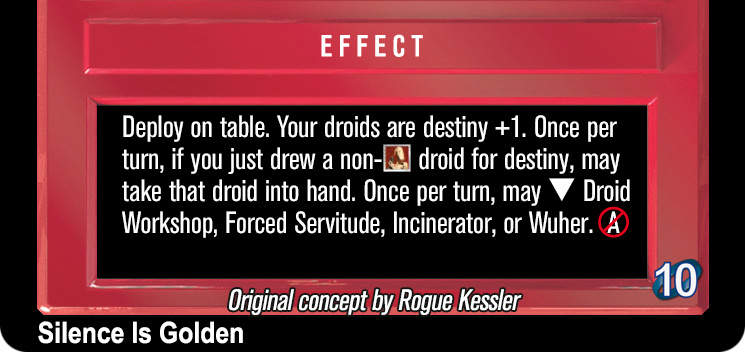 EFFECT
Deploy on table. Your droids are destiny +1. Once per
turn, if you just drew a non- droid for destiny, may
take that droid into hand. Once per turn, may ▼ Droid
Workshop, Forced Servitude, Incinerator, or Wuher. A
10
Original concept by Rogue Kessler
Silence Is Golden